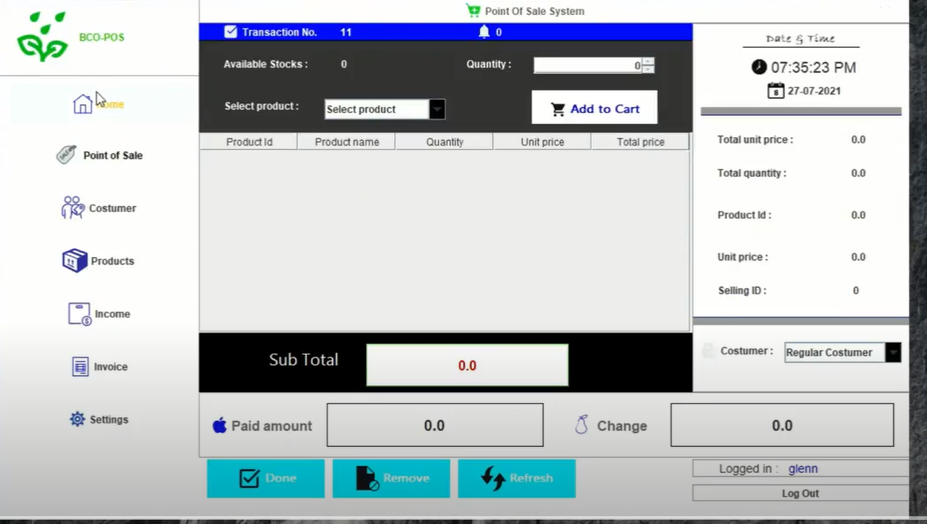 Point Of Sale System
BCO-POS
Home
Point of Sale
Costumer
Products
Income
Invoice
Settings
Transaction No. 11
0
Available Stocks : 0
Quantity : 0
Select product : Select product
Add to Cart
Product Id Product name Quantity Unit price Total price
Sub Total 0.0
Paid amount 0.0
Change 0.0
Done Remove Refresh
Date & Time
07:35:23 PM
8 27-07-2021
Total unit price : 0.0
Total quantity : 0.0
Product Id : 0.0
Unit price : 0.0
Selling ID : 0
Costumer : Regular Costumer
Logged in : glenn
Log Out